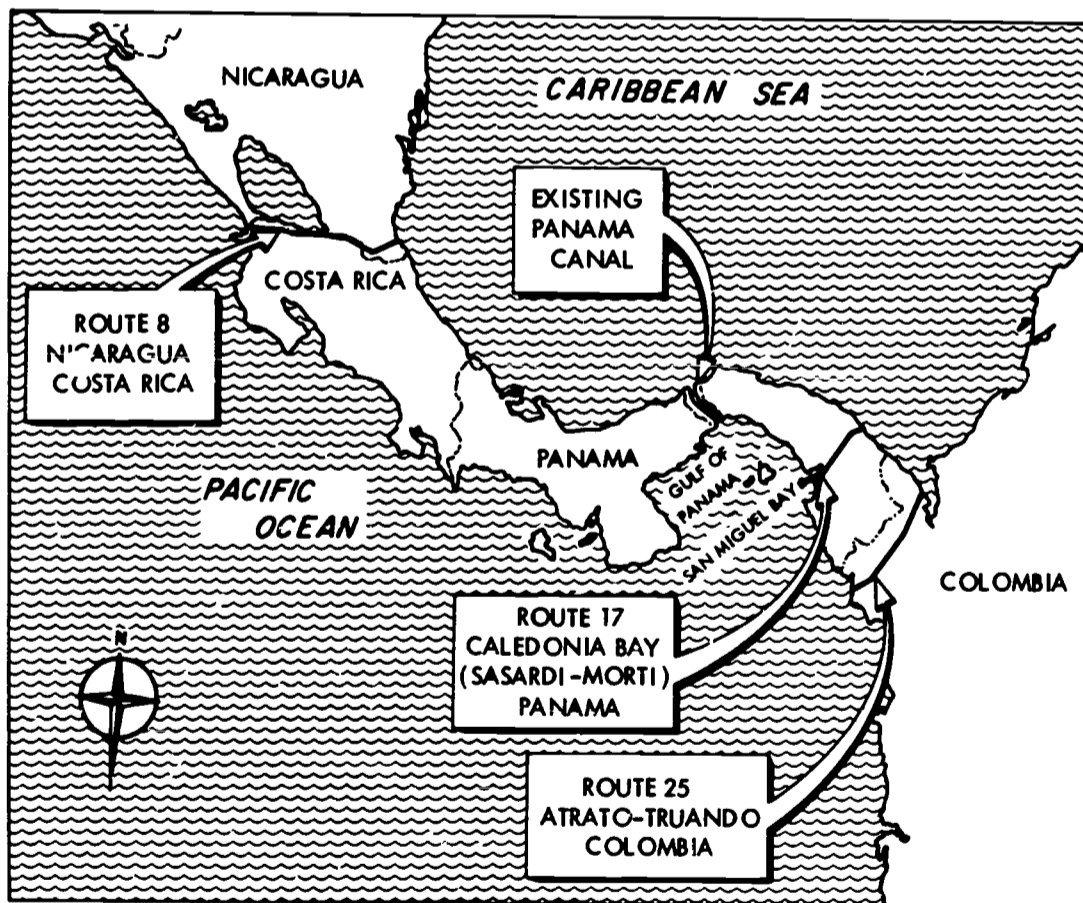 NICARAGUA
CARIBBEAN SEA
EXISTING
PANAMA
CANAL
COSTA RICA
ROUTE 8
NICARAGUA
COSTA RICA
PANAMA
GULF OF
PANAMA
SAN MIGUEL BAY
PACIFIC
OCEAN
COLOMBIA
ROUTE 17
CALEDONIA BAY
(SASARDI-MORTI)
PANAMA
N
ROUTE 25
ATRATO-TRUANDO
COLOMBIA